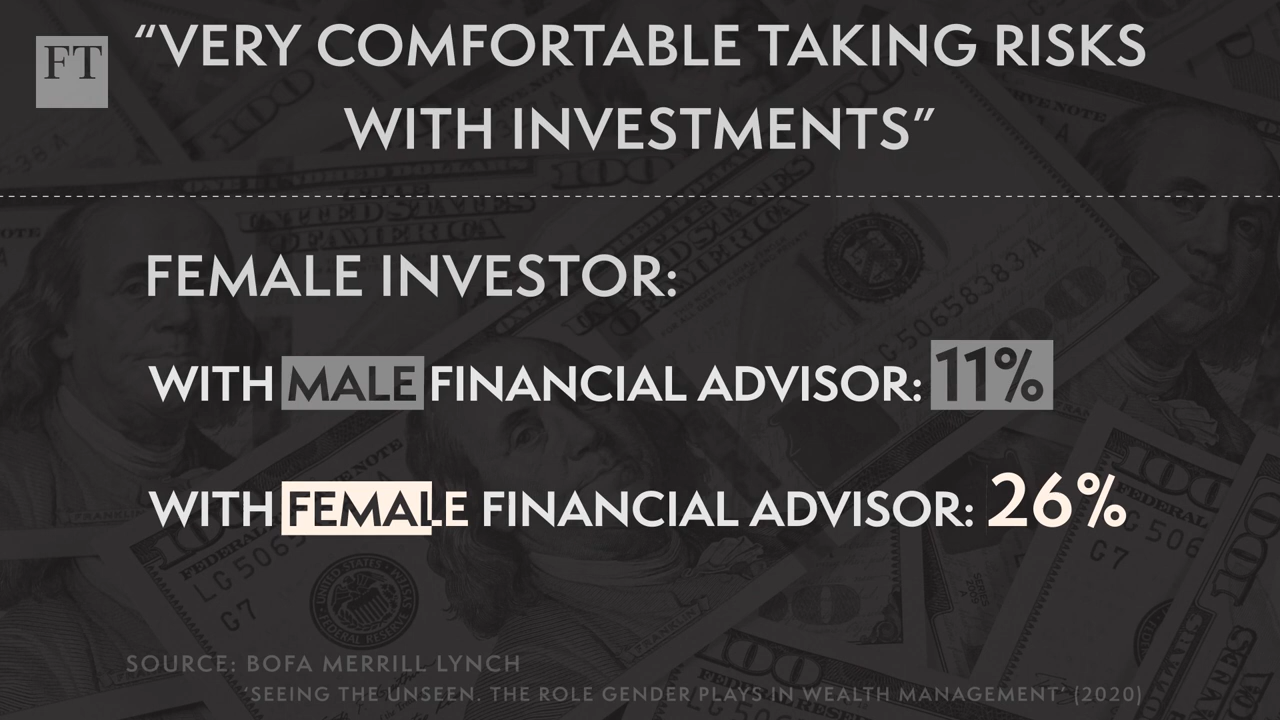 FT
“VERY COMFORTABLE TAKING RISKS
WITH INVESTMENTS”
FEMALE INVESTOR:
WITH MALE FINANCIAL ADVISOR: 11%
WITH FEMALE FINANCIAL ADVISOR: 26%
SOURCE: BOFA MERRILL LYNCH
‘SEEING THE UNSEEN. THE ROLE GENDER PLAYS IN WEALTH MANAGEMENT’ (2020)